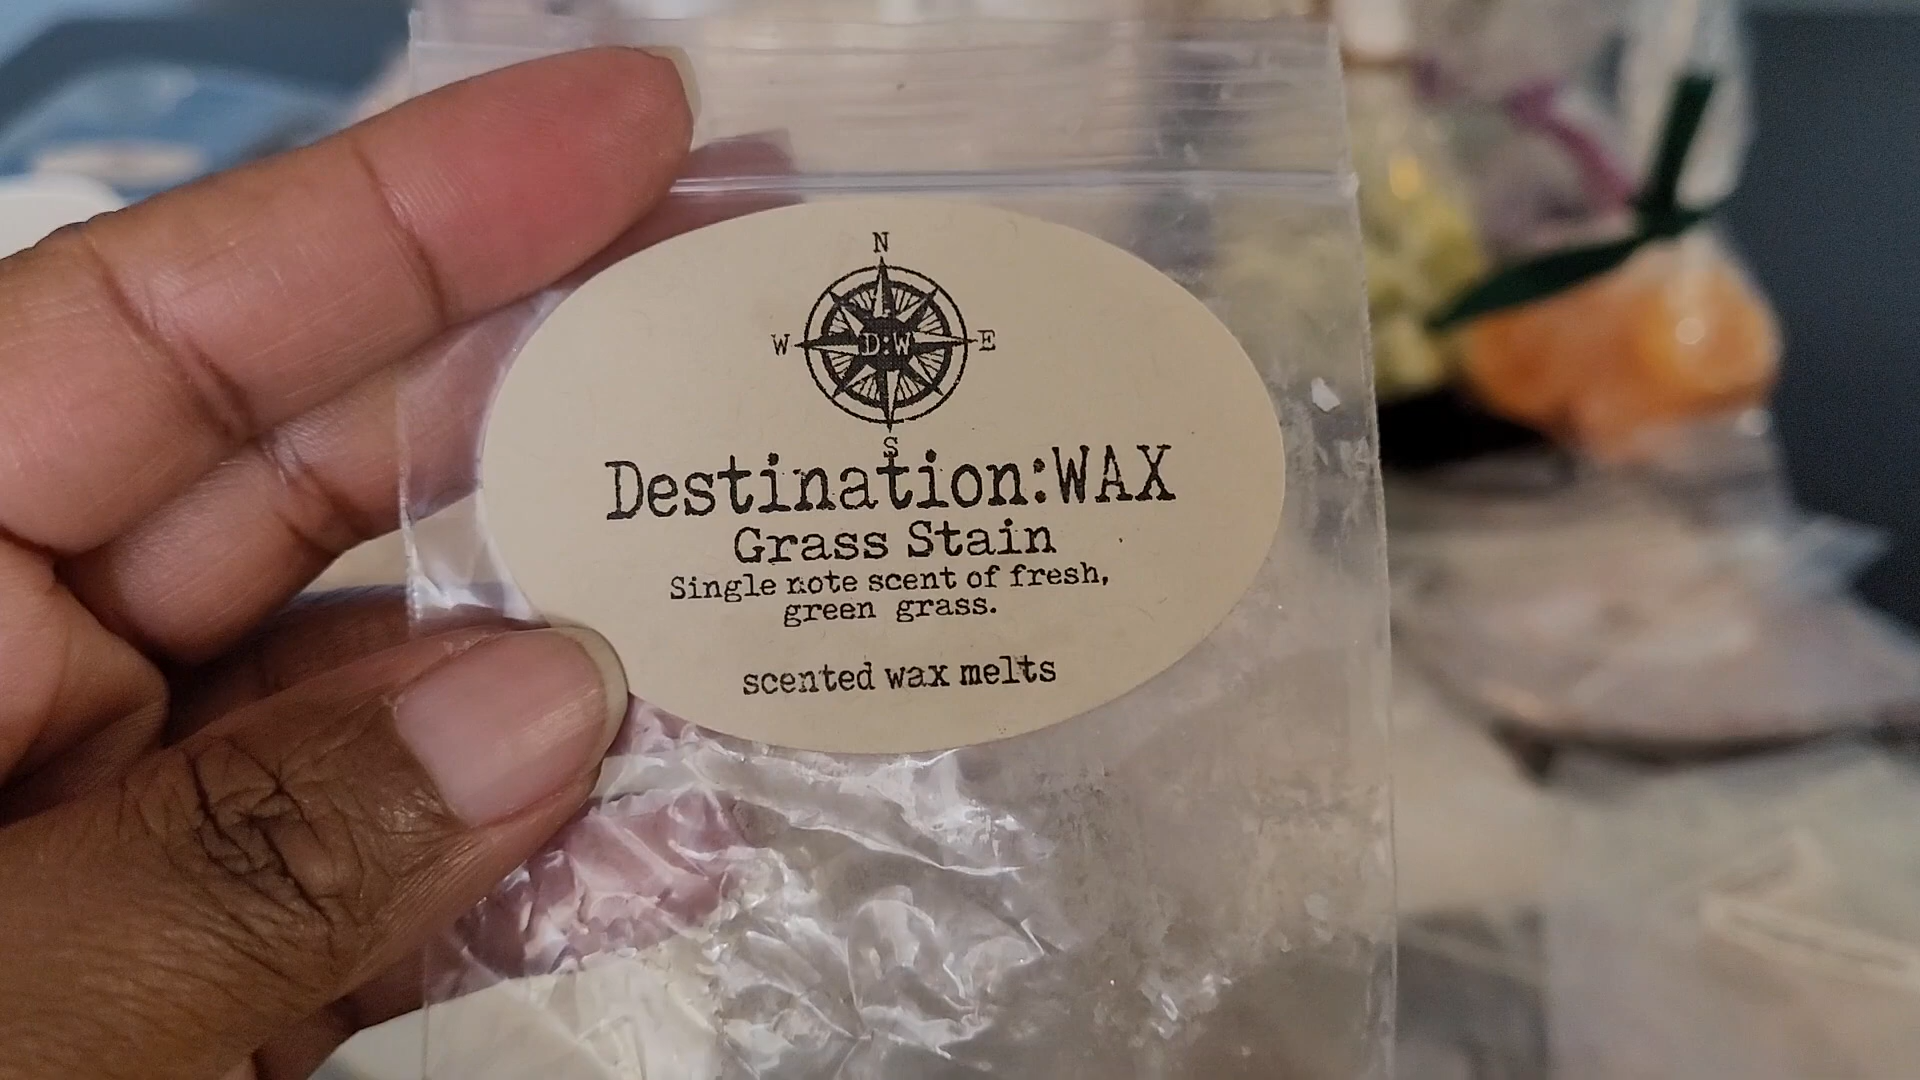 N
W D:W E
S
Destination:WAX
Grass Stain
Single note scent of fresh,
green grass.
scented wax melts